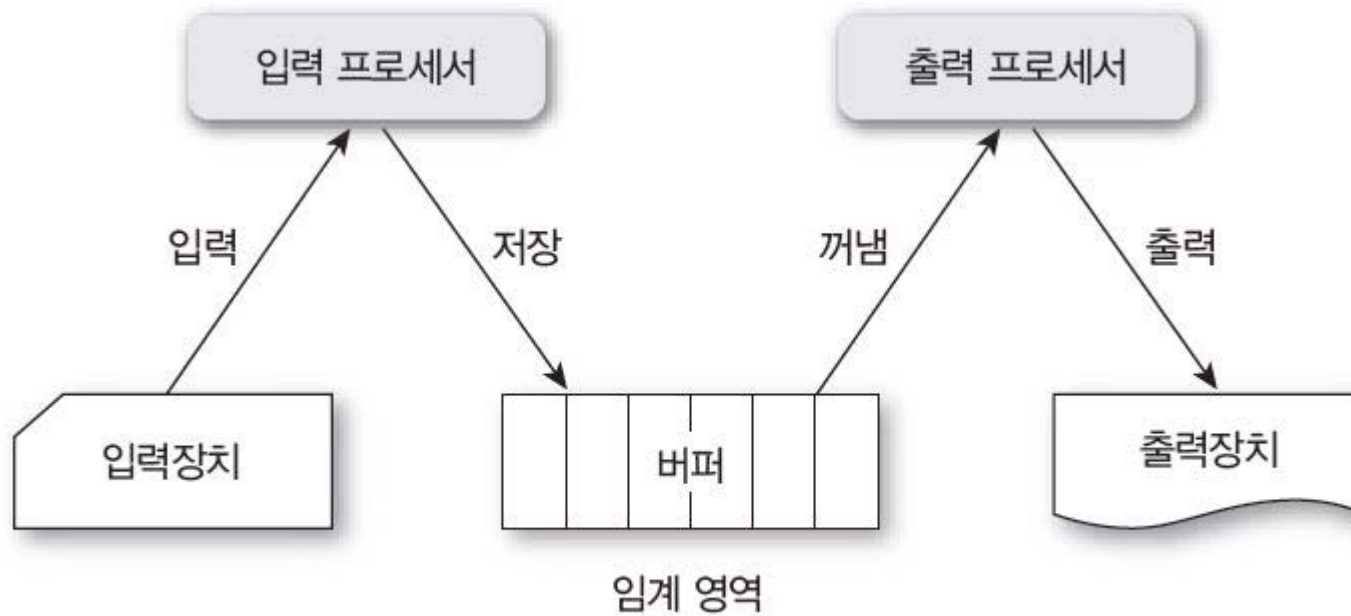 입력 프로세서
출력 프로세서
입력
저장
꺼냄
출력
입력장치
버퍼
출력장치
임계 영역